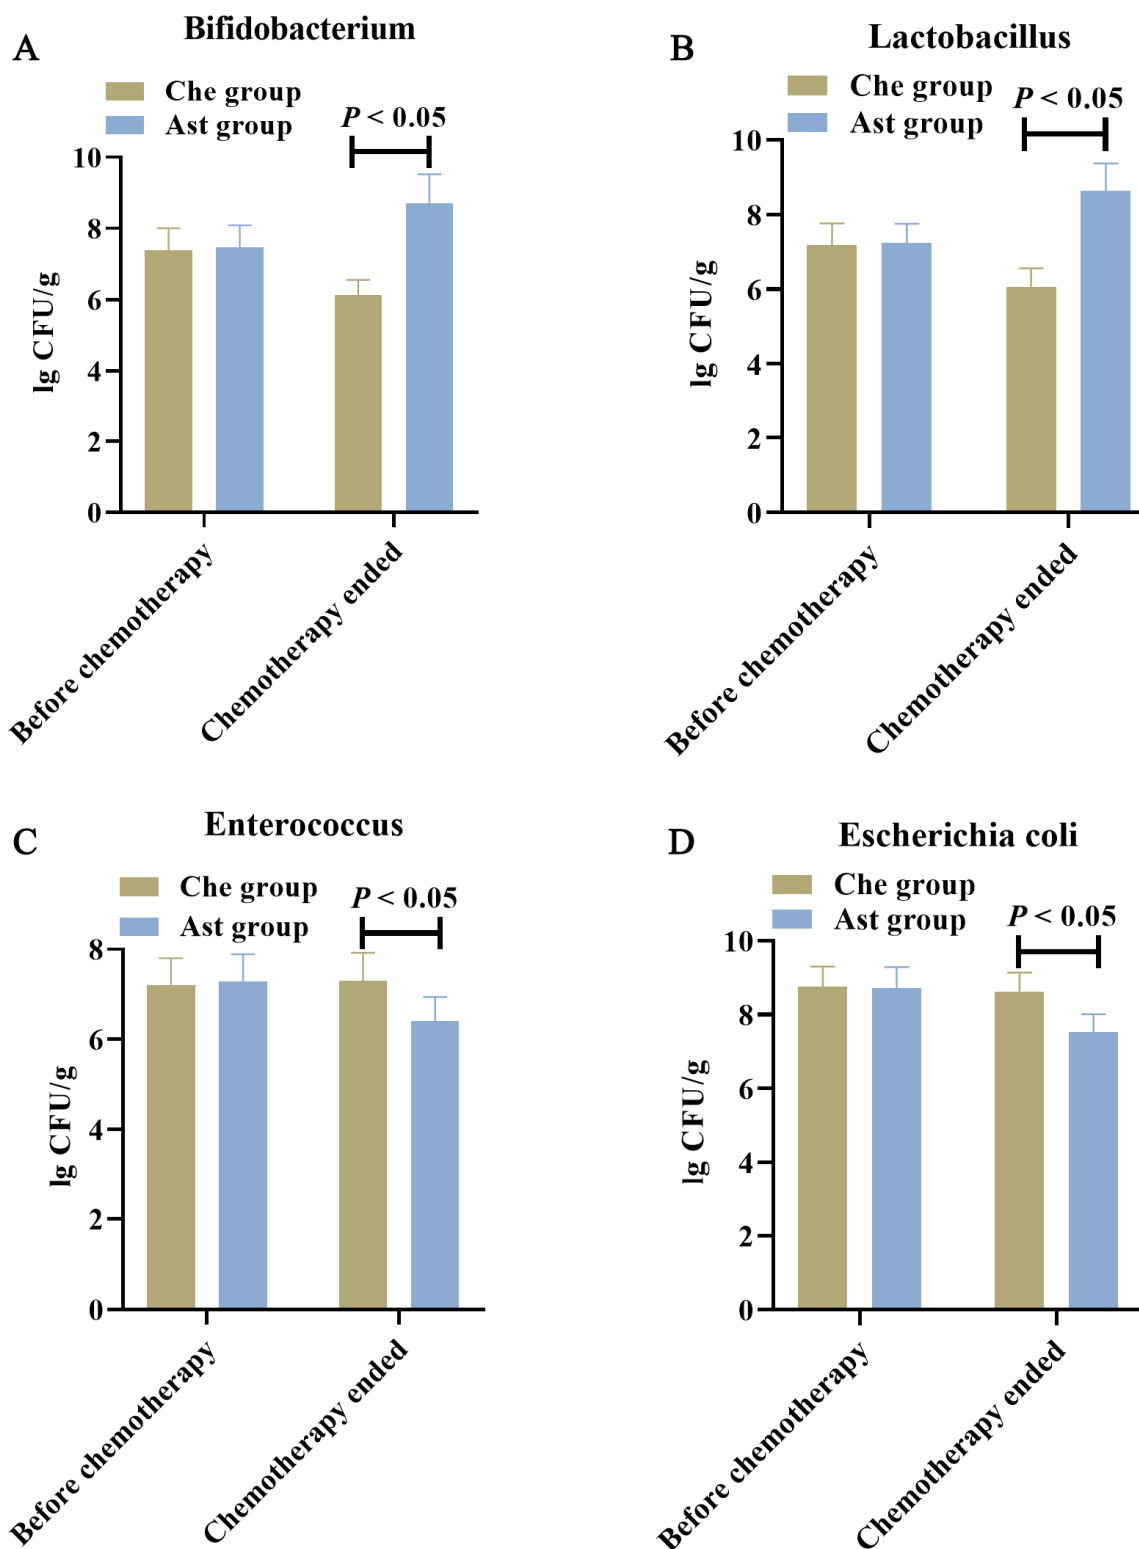 A
Bifidobacterium
Che group
Ast group
P < 0.05
10
8
6
4
2
0
lg CFU/g
Before chemotherapy
Chemotherapy ended
B
Lactobacillus
Che group
Ast group
P < 0.05
10
8
6
4
2
0
lg CFU/g
Before chemotherapy
Chemotherapy ended
C
Enterococcus
Che group
Ast group
P < 0.05
8
6
4
2
0
lg CFU/g
Before chemotherapy
Chemotherapy ended
D
Escherichia coli
Che group
Ast group
P < 0.05
10
8
6
4
2
0
lg CFU/g
Before chemotherapy
Chemotherapy ended